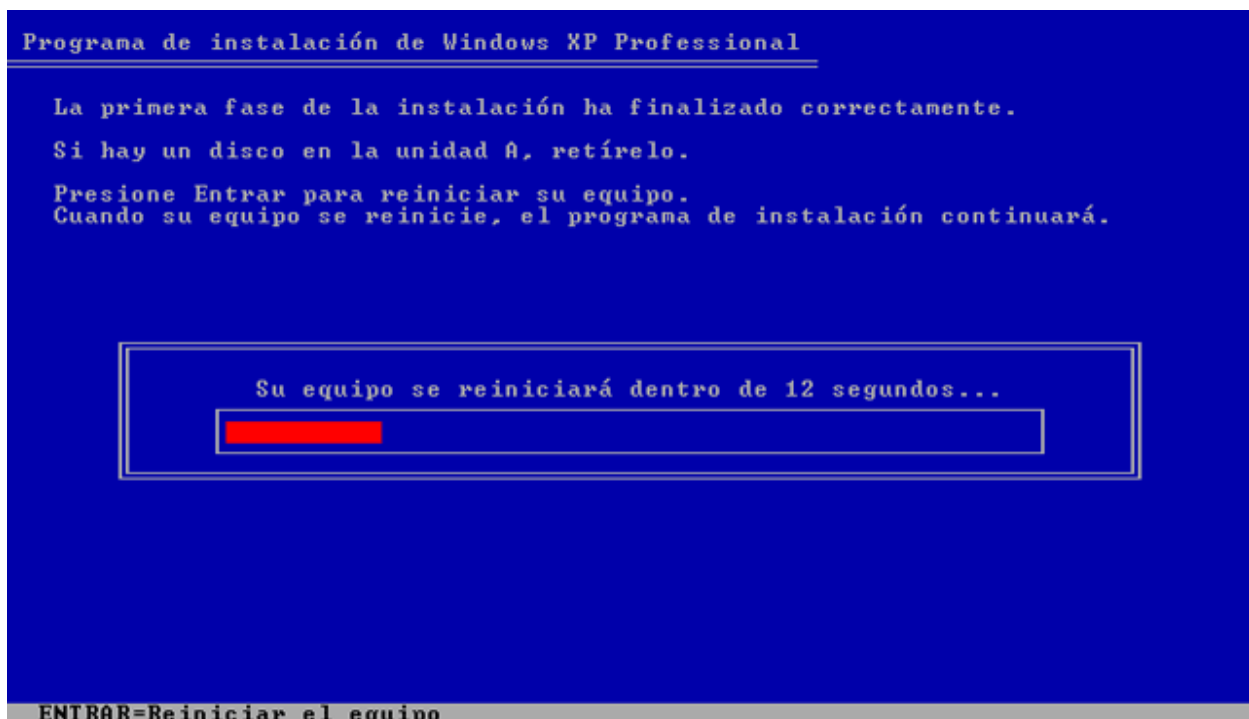 Programa de instalación de Windows XP Professional
La primera fase de la instalación ha finalizado correctamente.
Si hay un disco en la unidad A, retírelo.
Presione Entrar para reiniciar su equipo.
Cuando su equipo se reinicie, el programa de instalación continuará.
Su equipo se reiniciará dentro de 12 segundos...
ENTRAR=Reiniciar el equipo